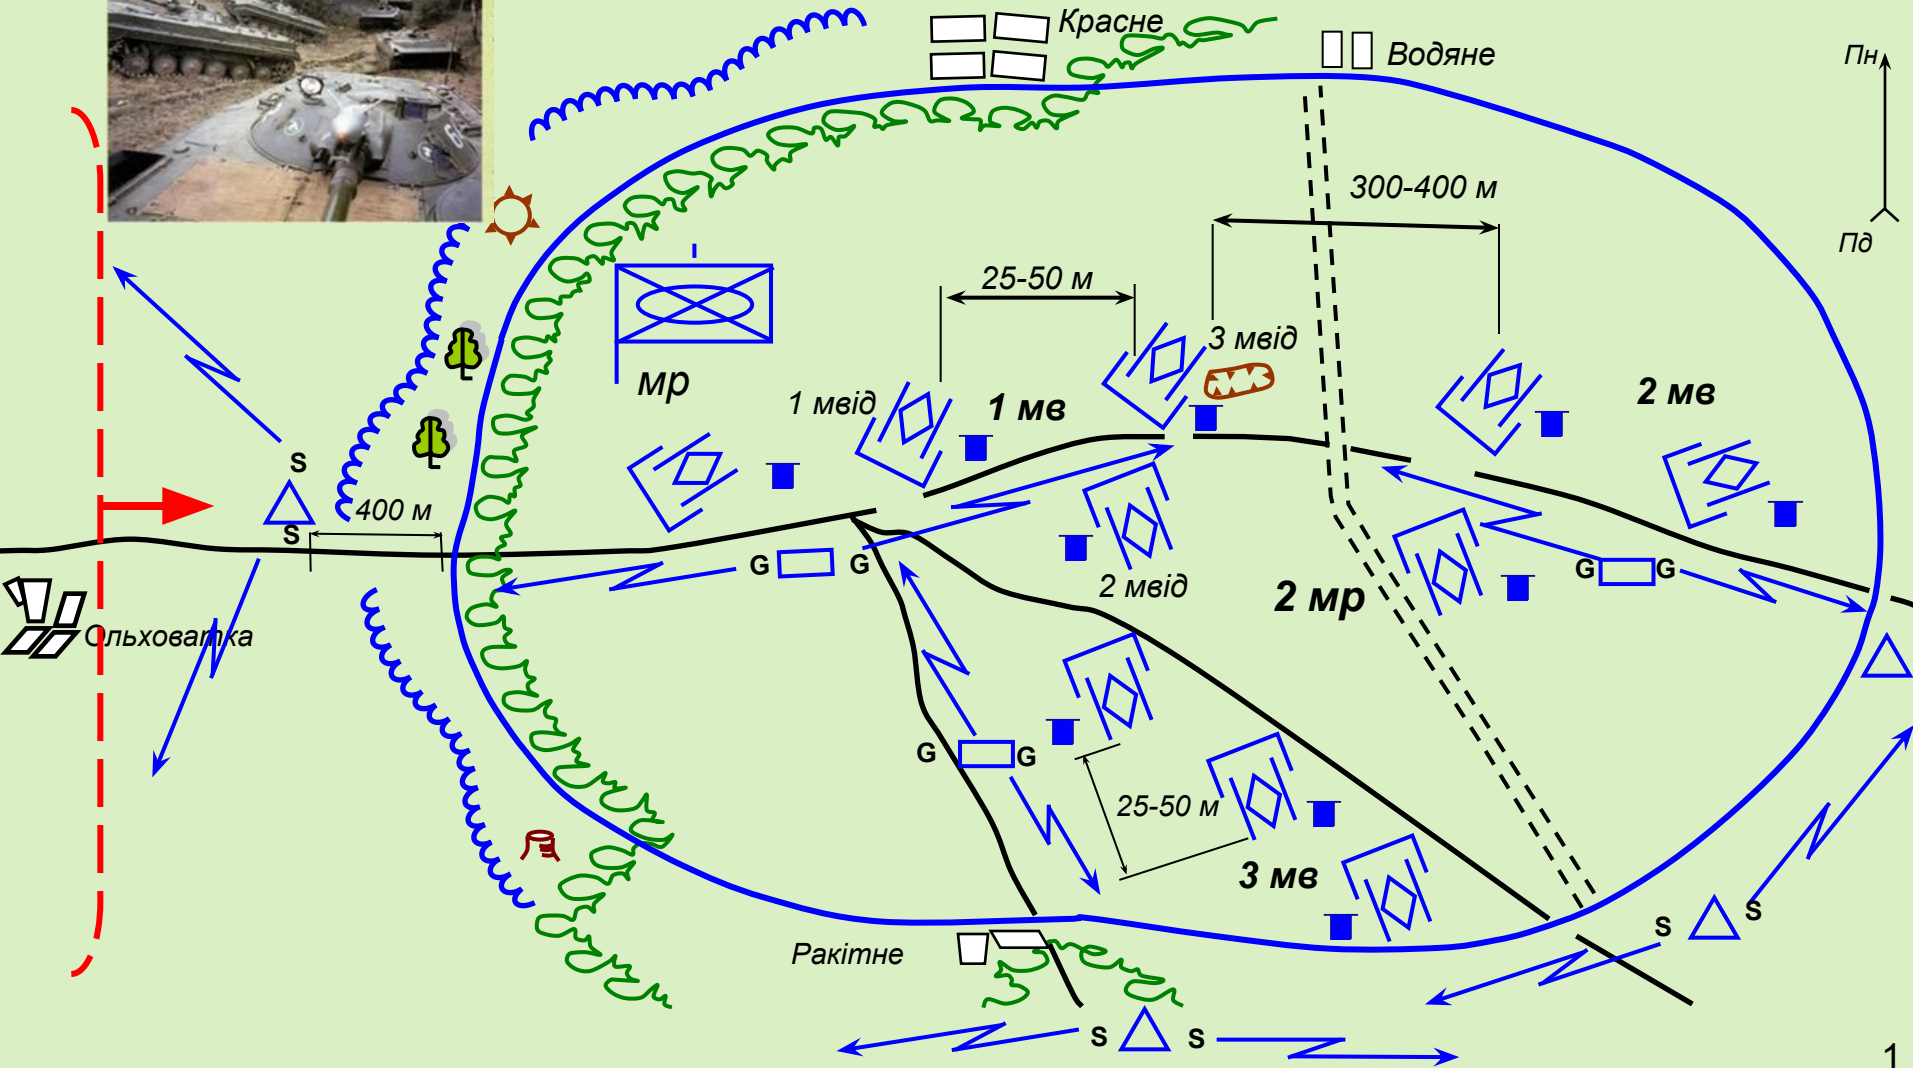 Красне
Водяне
Пн
Пд
300-400 м
25-50 м
3 мвід
мр
1 мвід
1 мв
2 мв
S
S
400 м
G
G
2 мвід
2 мр
G
G
Ольховатка
G
G
25-50 м
3 мв
S
S
Ракітне
S
S
1